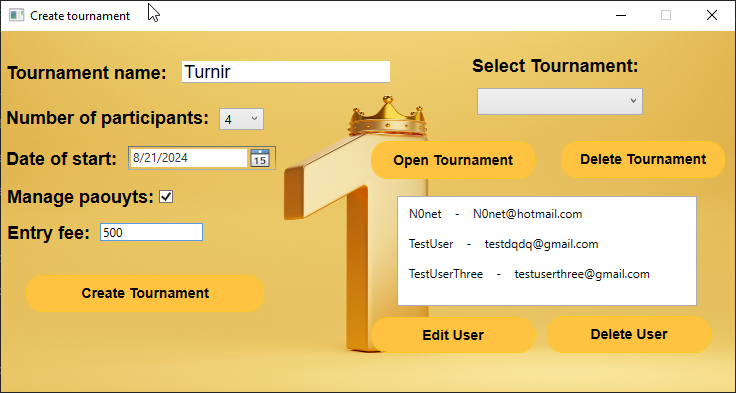 Create tournament
Tournament name: Turnir
Number of participants: 4
Date of start: 8/21/2024 15
Manage paouyts:
Entry fee: 500
Create Tournament
Select Tournament:
Open Tournament Delete Tournament
N0net - N0net@hotmail.com
TestUser - testdqdq@gmail.com
TestUserThree - testuserthree@gmail.com
Edit User Delete User